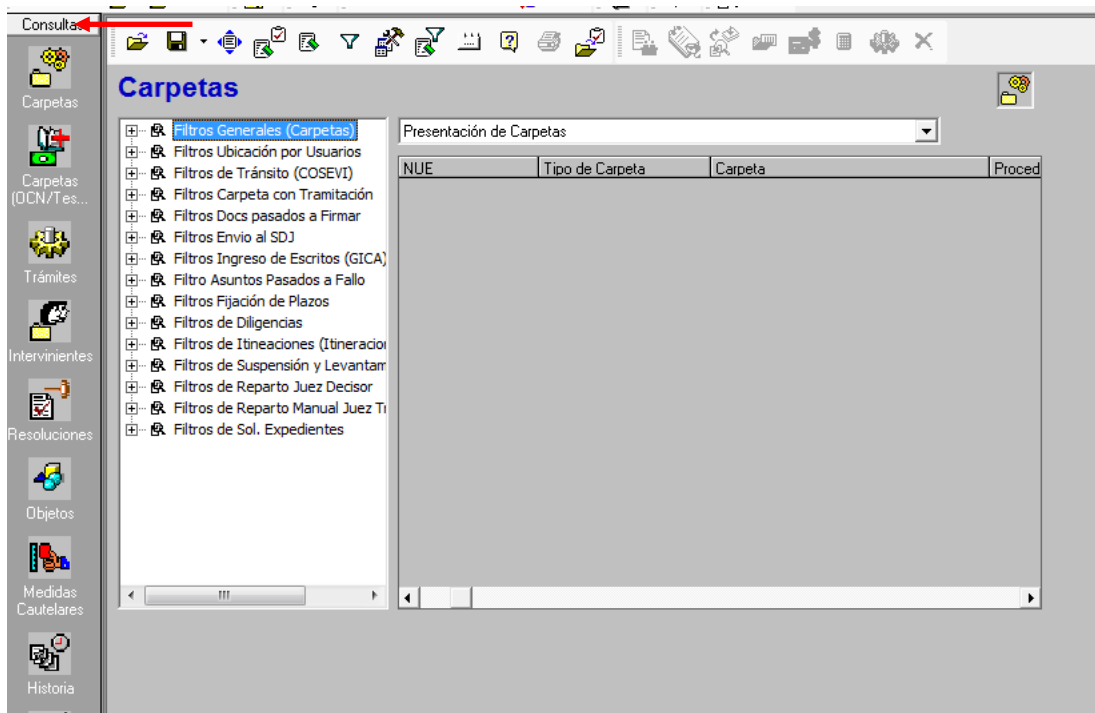 Consultas
Carpetas
Carpetas
(OCN/Tes...
Trámites
Intervinientes
Resoluciones
Objetos
Medidas
Cautelares
Historia
Carpetas
Filtros Generales (Carpetas)
Filtros Ubicación por Usuarios
Filtros de Tránsito (COSEVI)
Filtros Carpeta con Tramitación
Filtros Docs pasados a Firmar
Filtros Envio al SDJ
Filtros Ingreso de Escritos (GICA)
Filtro Asuntos Pasados a Fallo
Filtros Fijación de Plazos
Filtros de Diligencias
Filtros de Itineaciones (Itineracion
Filtros de Suspensión y Levantam
Filtros de Reparto Juez Decisor
Filtros de Reparto Manual Juez Tr
Filtros de Sol. Expedientes
Presentación de Carpetas
NUE Tipo de Carpeta Carpeta Proced